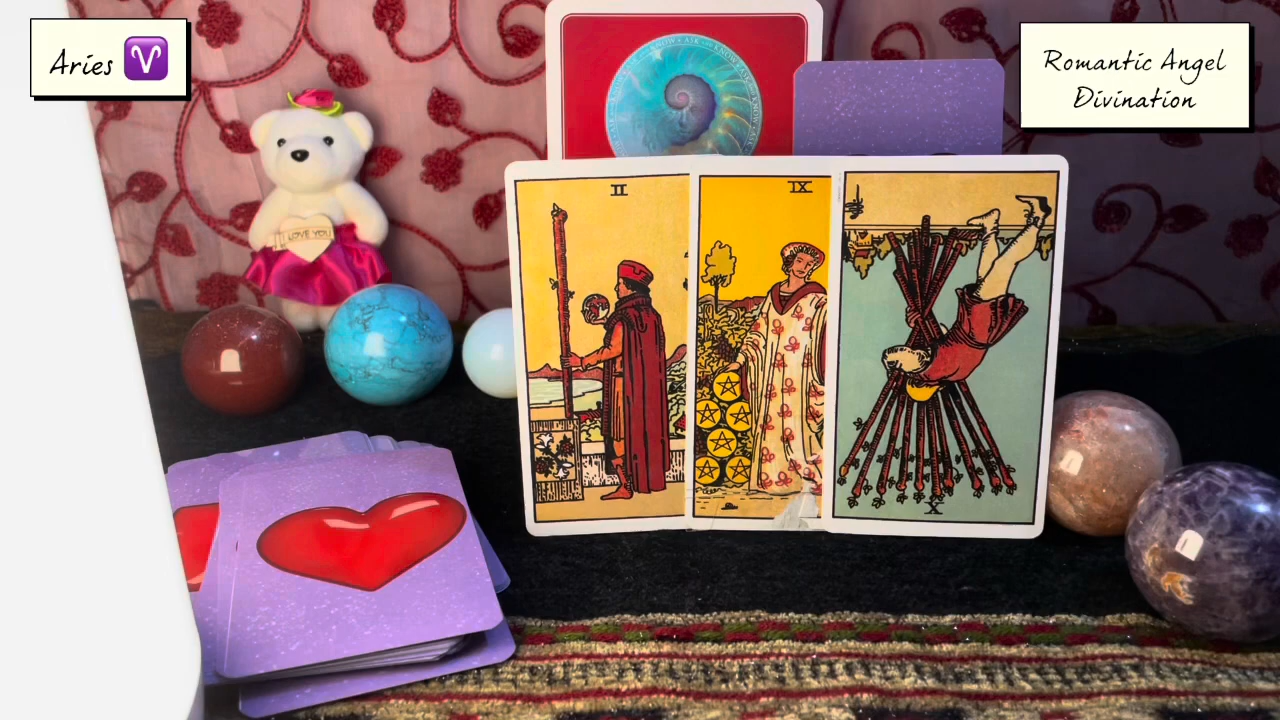 Aries ♈
Romantic Angel
Divination
I LOVE YOU
II
IX
X